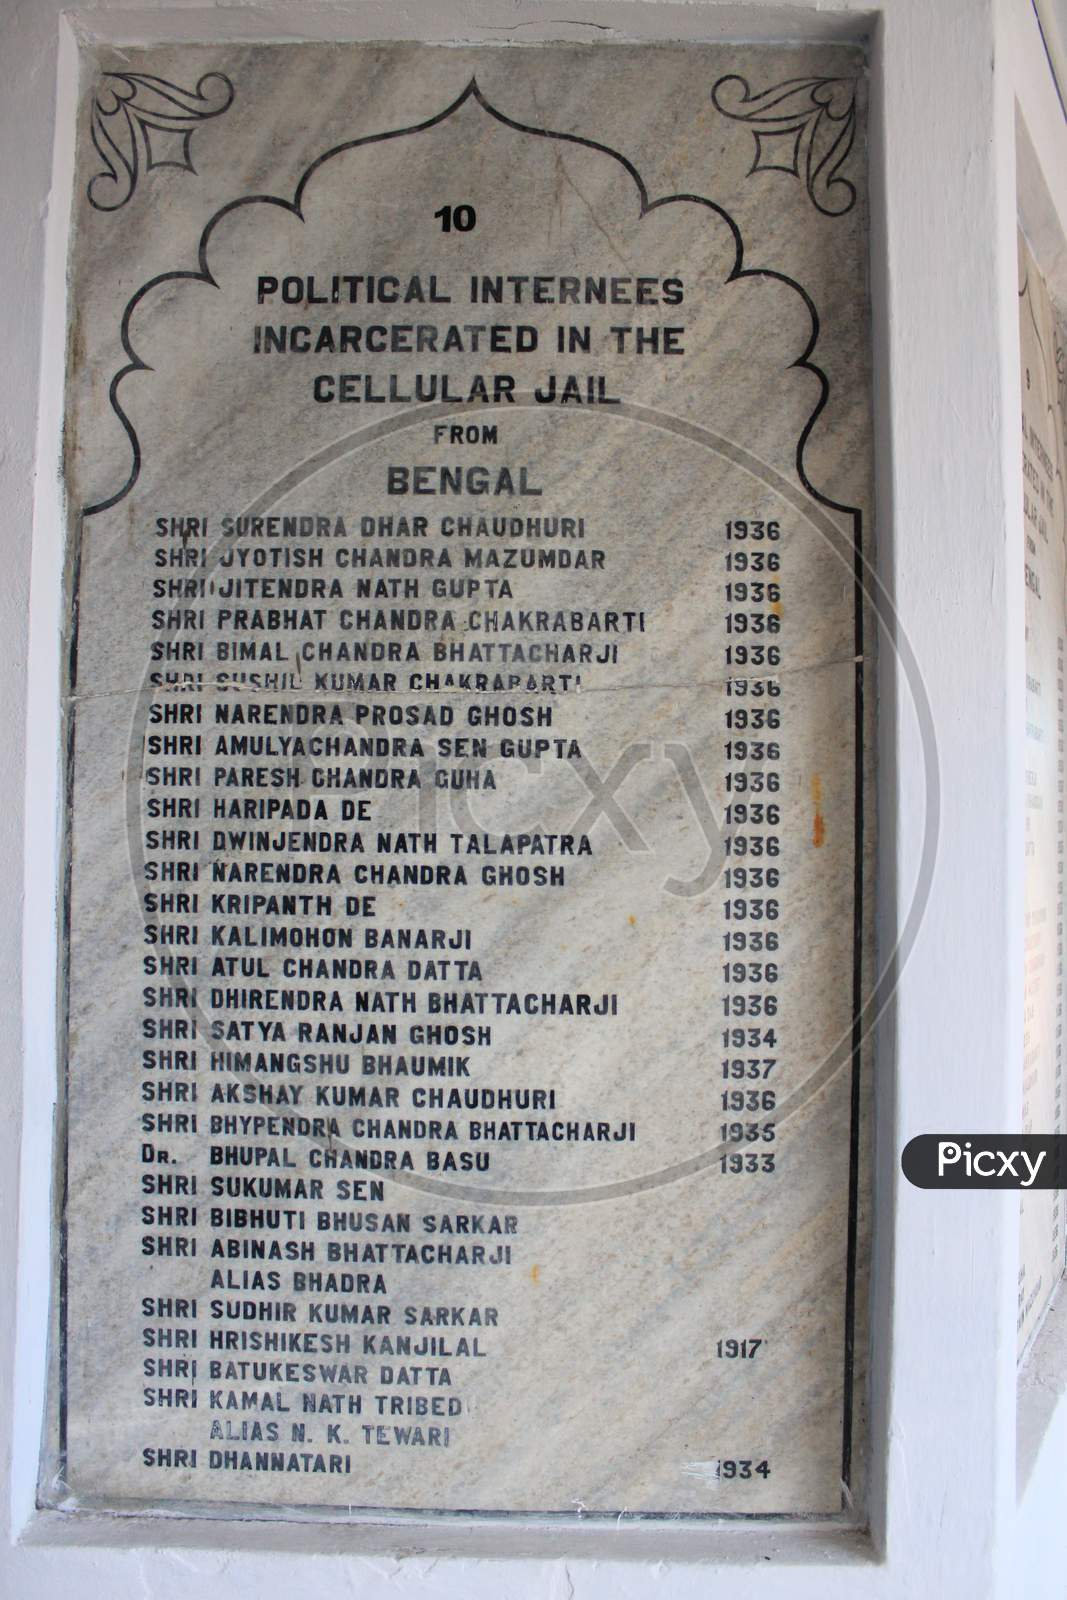 10
POLITICAL INTERNEES
INCARCERATED IN THE
CELLULAR JAIL
FROM
BENGAL
SHRI SURENDRA DHAR CHAUDHURI 1936
SHRI JYOTISH CHANDRA MAZUMDAR 1936
SHRI JITENDRA NATH GUPTA 1936
SHRI PRABHAT CHANDRA CHAKRABARTI 1936
SHRI BIMAL CHANDRA BHATTACHARJI 1936
SHRI SUSHIL KUMAR CHAKRABARTI 1936
SHRI NARENDRA PROSAD GHOSH 1936
SHRI AMULYACHANDRA SEN GUPTA 1936
SHRI PARESH CHANDRA GUHA 1936
SHRI HARIPADA DE 1936
SHRI DWINJENDRA NATH TALAPATRA 1936
SHRI NARENDRA CHANDRA GHOSH 1936
SHRI KRIPANTH DE 1936
SHRI KALIMOHON BANARJI 1936
SHRI ATUL CHANDRA DATTA 1936
SHRI DHIRENDRA NATH BHATTACHARJI 1936
SHRI SATYA RANJAN GHOSH 1934
SHRI HIMANGSHU BHAUMIK 1937
SHRI AKSHAY KUMAR CHAUDHURI 1936
SHRI BHYPENDRA CHANDRA BHATTACHARJI 1935
DR. BHUPAL CHANDRA BASU 1933
SHRI SUKUMAR SEN
SHRI BIBHUTI BHUSAN SARKAR
SHRI ABINASH BHATTACHARJI
ALIAS BHADRA
SHRI SUDHIR KUMAR SARKAR
SHRI HRISHIKESH KANJILAL 1917
SHRI BATUKESWAR DATTA
SHRI KAMAL NATH TRIBEDI
ALIAS N. K. TEWARI
SHRI DHANNATARI 1934
Picxy
Picxy
9